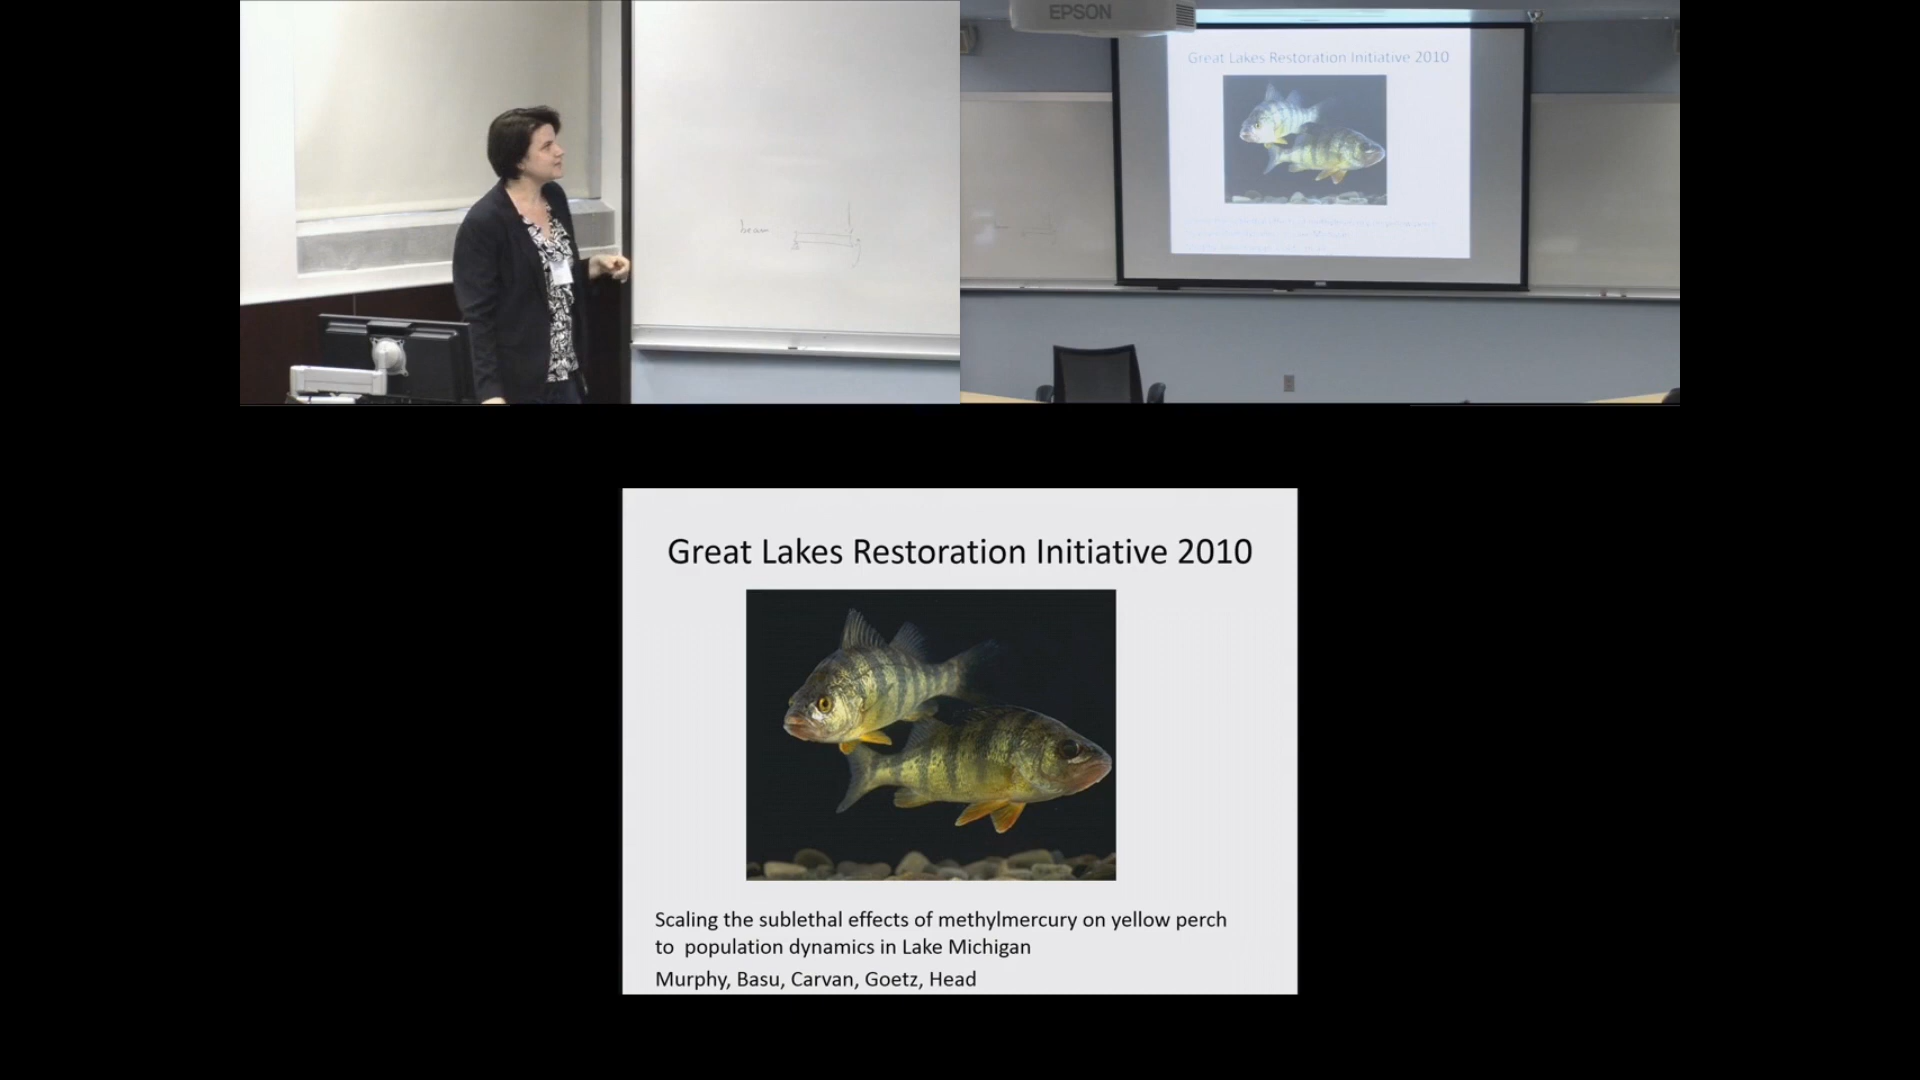 beam
EPSON
Great Lakes Restoration Initiative 2010
Great Lakes Restoration Initiative 2010
Scaling the sublethal effects of methylmercury on yellow perch
to population dynamics in Lake Michigan
Murphy, Basu, Carvan, Goetz, Head